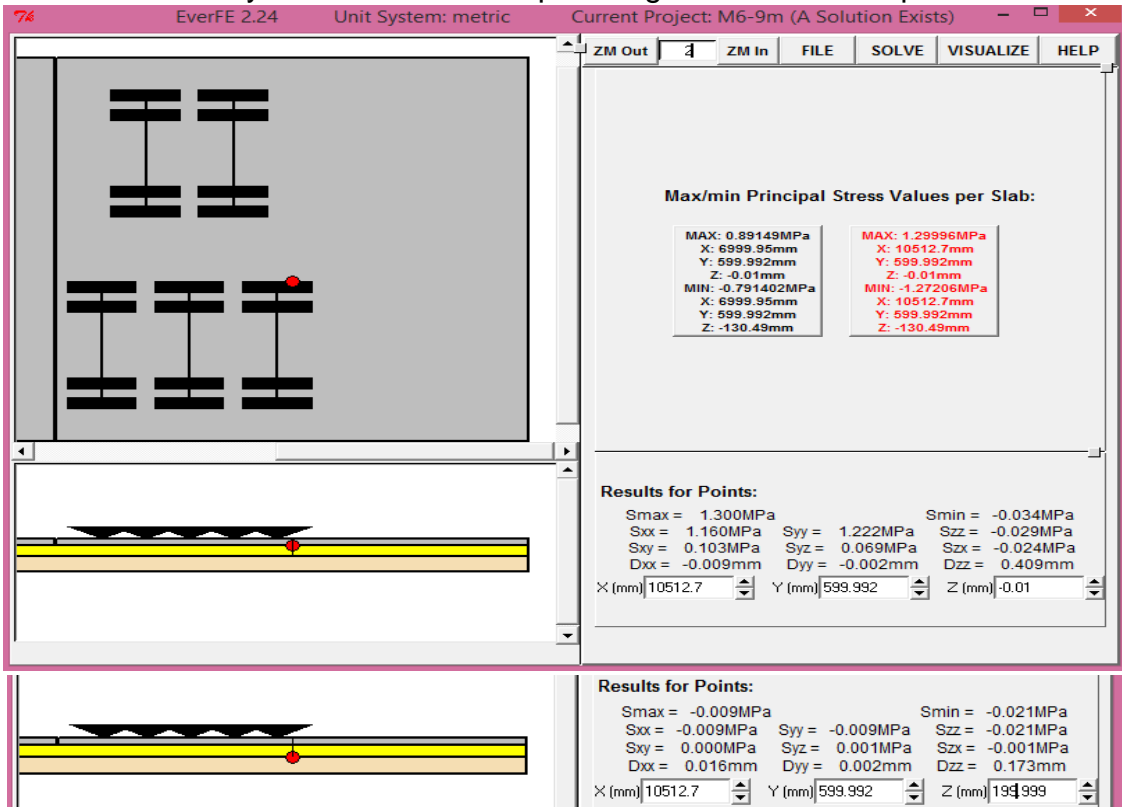 7% EverFE 2.24 Unit System: metric Current Project: M6-9m (A Solution Exists)
ZM Out 2 ZM In FILE SOLVE VISUALIZE HELP
Max/min Principal Stress Values per Slab:
MAX: 0.89149MPa
X: 6999.95mm
Y: 599.992mm
Z: -0.01mm
MIN: -0.791402MPa
X: 6999.95mm
Y: 599.992mm
Z: -130.49mm
MAX: 1.29996MPa
X: 10512.7mm
Y: 599.992mm
Z: -0.01mm
MIN: -1.27206MPa
X: 10512.7mm
Y: 599.992mm
Z: -130.49mm
Results for Points:
Smax = 1.300MPa Smin = -0.034MPa
Sxx = 1.160MPa Syy = 1.222MPa Szz = -0.029MPa
Sxy = 0.103MPa Syz = 0.069MPa Szx = -0.024MPa
Dxx = -0.009mm Dyy = -0.002mm Dzz = 0.409mm
X (mm) 10512.7 Y (mm) 599.992 Z (mm) -0.01
Results for Points:
Smax = -0.009MPa Smin = -0.021MPa
Sxx = -0.009MPa Syy = -0.009MPa Szz = -0.021MPa
Sxy = 0.000MPa Syz = 0.001MPa Szx = -0.001MPa
Dxx = 0.016mm Dyy = 0.002mm Dzz = 0.173mm
X (mm) 10512.7 Y (mm) 599.992 Z (mm) 199.999